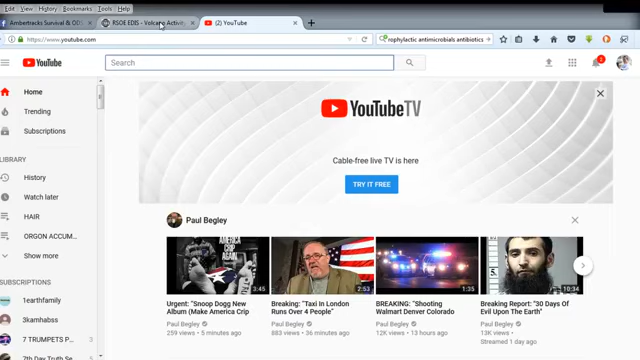 Edit View History Bookmarks Tools Help
Ambertracks Survival & OD
RSOE EDIS - Volcano Activity
(2) YouTube
https://www.youtube.com
rophylactic antimicrobials antibiotics
YouTube
Search
2
Home
Trending
Subscriptions
LIBRARY
History
Watch later
HAIR
ORGON ACCUM...
Show more
SUBSCRIPTIONS
1earthfamily
3kamhabss
7 TRUMPETS P...
7th Day Truth Se
YouTubeTV
Cable-free live TV is here
TRY IT FREE
Paul Begley
AMERICA
CRIP
AGAIN
3:45
2:53
1:35
10:34
Urgent: "Snoop Dogg New
Album (Make America Crip
Paul Begley
259 views • 5 minutes ago
Breaking: "Taxi In London
Runs Over 4 People"
Paul Begley
883 views • 36 minutes ago
BREAKING: "Shooting
Walmart Denver Colorado
Paul Begley
12K views • 13 hours ago
Breaking Report: "30 Days Of
Evil Upon The Earth"
Paul Begley
13K views •
Streamed 1 day ago